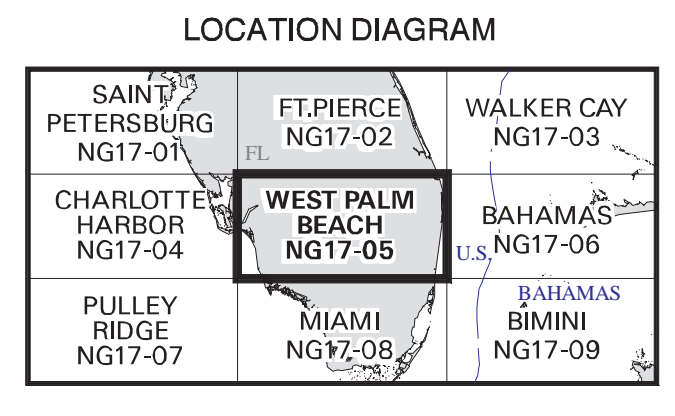 LOCATION DIAGRAM
SAINT
PETERSBURG
NG17-01
FT.PIERCE
NG17-02
WALKER CAY
NG17-03
FL
CHARLOTTE
HARBOR
NG17-04
WEST PALM
BEACH
NG17-05
BAHAMAS
NG17-06
U.S.
PULLEY
RIDGE
NG17-07
MIAMI
NG17-08
BAHAMAS
BIMINI
NG17-09